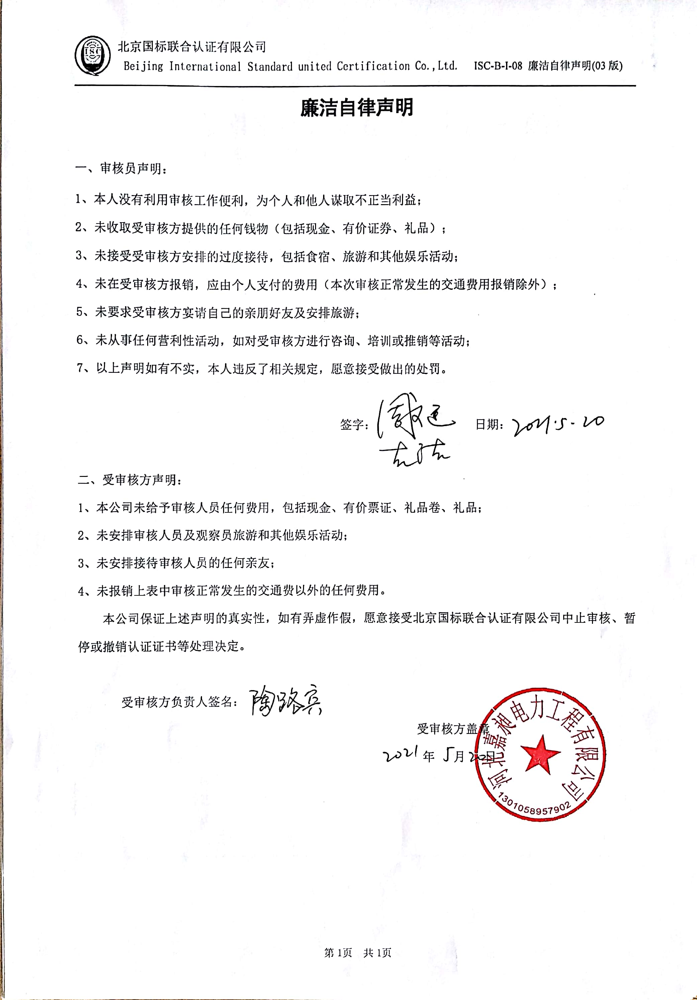 ISC
北京国标联合认证有限公司
Beijing International Standard united Certification Co.,Ltd. ISC-B-I-08 廉洁自律声明(03 版)
廉洁自律声明
一、审核员声明：
1、本人没有利用审核工作便利，为个人和他人谋取不正当利益；
2、未收取受审核方提供的任何钱物（包括现金、有价证券、礼品）；
3、未接受受审核方安排的过度接待，包括食宿、旅游和其他娱乐活动；
4、未在受审核方报销，应由个人支付的费用（本次审核正常发生的交通费用报销除外）；
5、未要求受审核方宴请自己的亲朋好友及安排旅游；
6、未从事任何营利性活动，如对受审核方进行咨询、培训或推销等活动；
7、以上声明如有不实，本人违反了相关规定，愿意接受做出的处罚。
签字： 日期：2021.5-20
二、受审核方声明：
1、本公司未给予审核人员任何费用，包括现金、有价票证、礼品卷、礼品；
2、未安排审核人员及观察员旅游和其他娱乐活动；
3、未安排接待审核人员的任何亲友；
4、未报销上表中审核正常发生的交通费以外的任何费用。
本公司保证上述声明的真实性，如有弄虚作假，愿意接受北京国标联合认证有限公司中止审核、暂
停或撤销认证证书等处理决定。
受审核方负责人签名：陶路宾
受审核方盖章
2021年5月20日
河北嘉昶电力工程有限公司
1301058957902
第 1页 共 1页